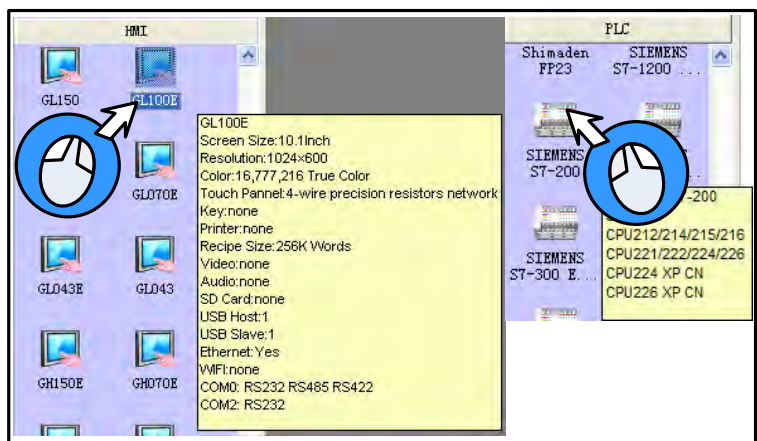 HMI
GL150
GL100E
GL070E
GL043E
GL043
GH150E
GH070E
GL100E
Screen Size:10.1Inch
Resolution:1024×600
Color:16,777,216 True Color
Touch Pannel:4-wire precision resistors network
Key:none
Printer:none
Recipe Size:256K Words
Video:none
Audio:none
SD Card:none
USB Host:1
USB Slave:1
Ethernet:Yes
WIFI:none
COM0: RS232 RS485 RS422
COM2: RS232
PLC
Shimaden
FP23
SIEMENS
S7-1200 ...
SIEMENS
S7-200
SIEMENS
S7-300 E...
-200
CPU212/214/215/216
CPU221/222/224/226
CPU224 XP CN
CPU226 XP CN